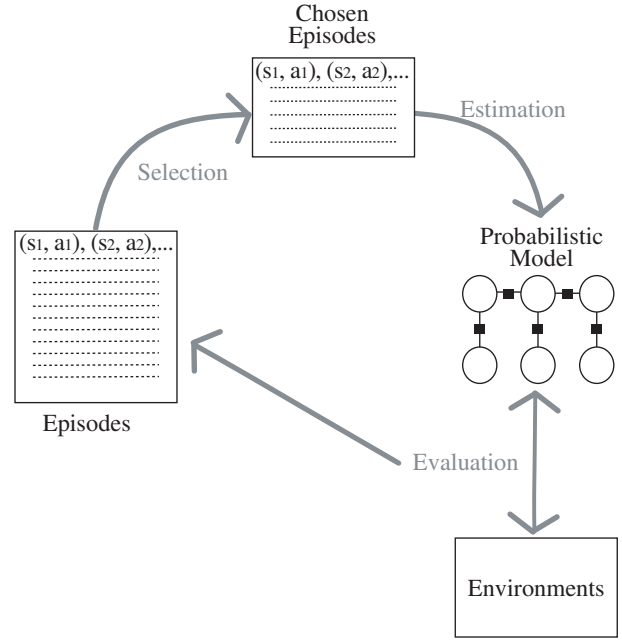 Chosen
Episodes
(s1, a1), (s2, a2),...
Estimation
Selection
(s1, a1), (s2, a2),...
Probabilistic
Model
Episodes
Evaluation
Environments